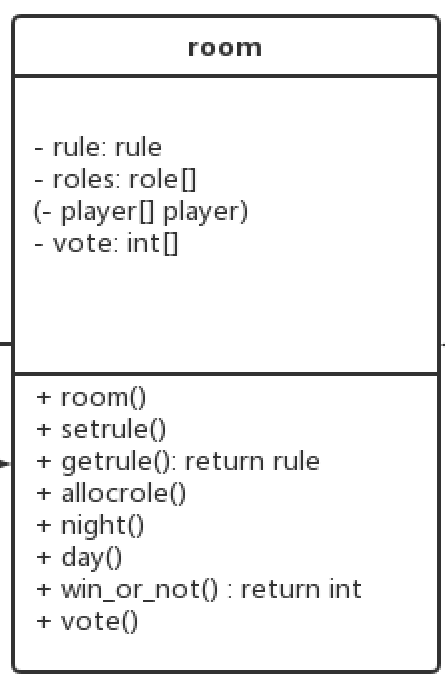 room
- rule: rule
- roles: role[]
(- player[] player)
- vote: int[]
+ room()
+ setrule()
+ getrule(): return rule
+ allocrole()
+ night()
+ day()
+ win_or_not() : return int
+ vote()